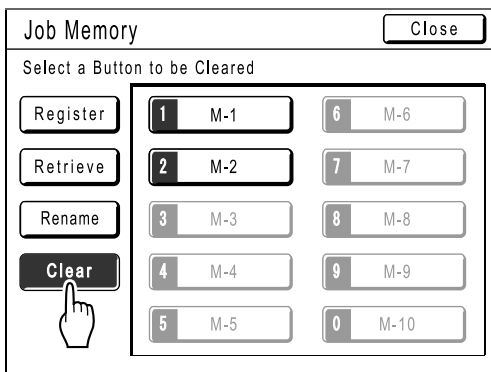 Job Memory Close
Select a Button to be Cleared
Register 1 M-1 6 M-6
Retrieve 2 M-2 7 M-7
Rename 3 M-3 8 M-8
Clear 4 M-4 9 M-9
5 M-5 0 M-10